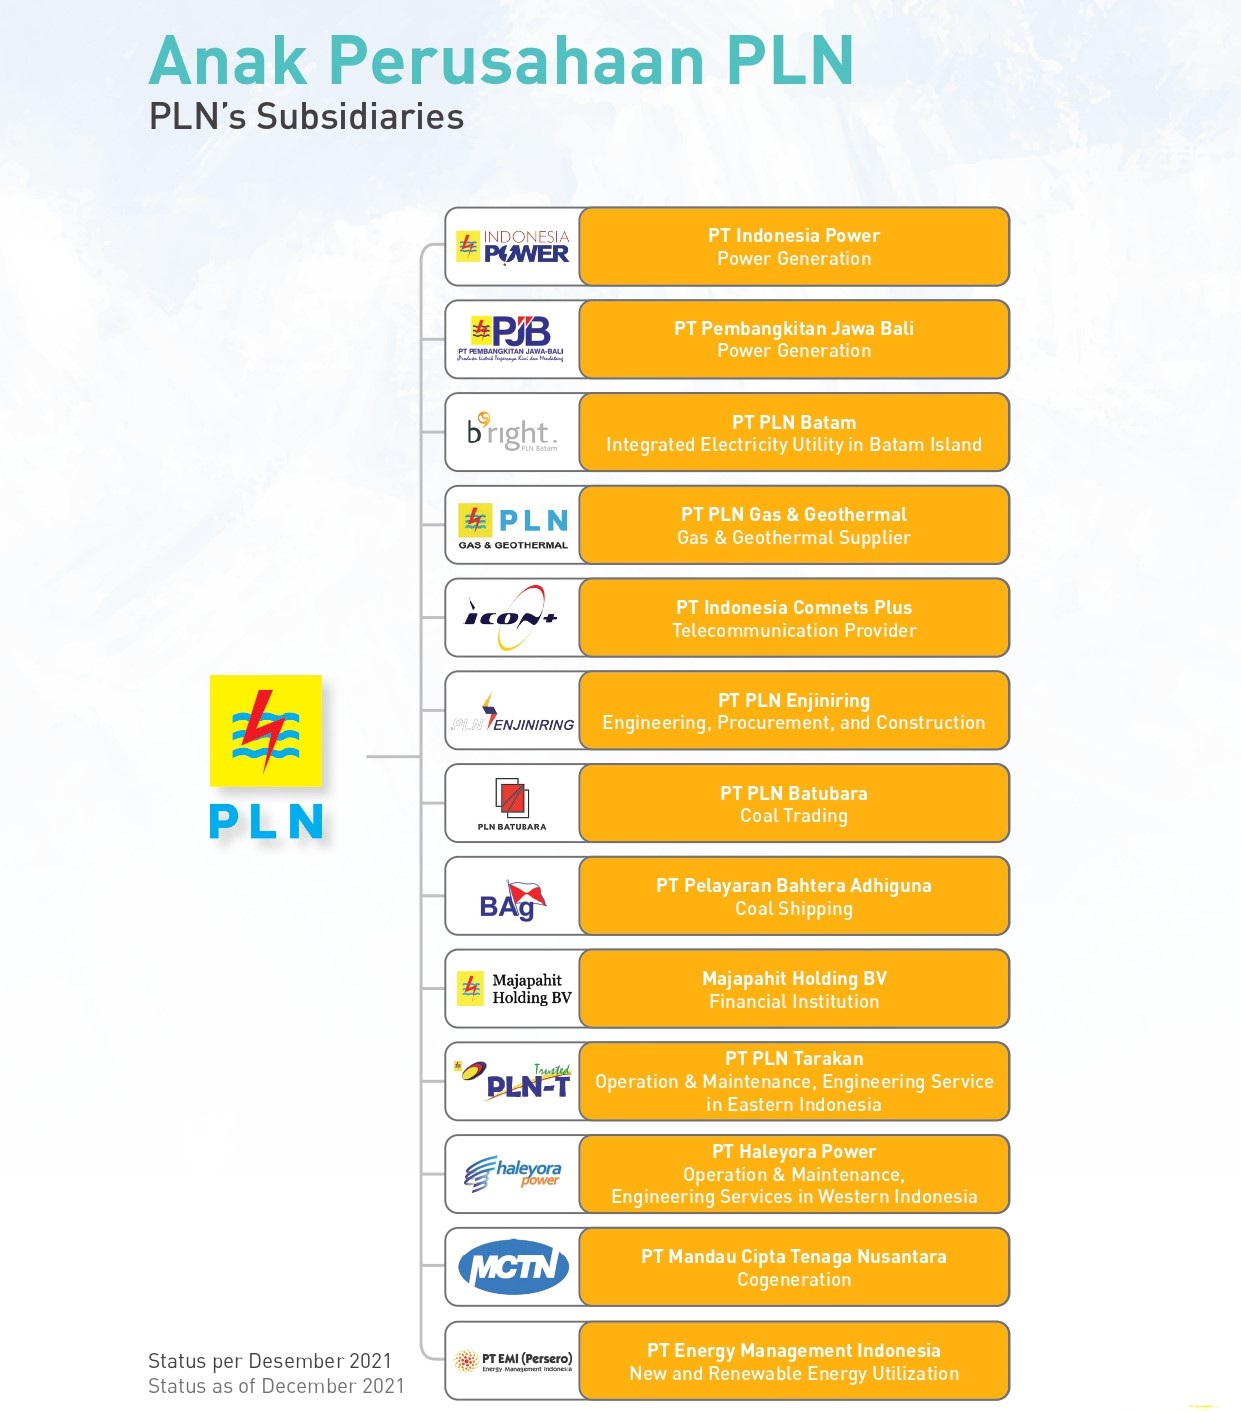 Anak Perusahaan PLN
PLN's Subsidiaries
INDONESIA
POWER
PT Indonesia Power
Power Generation
PJB
PT PEMBANGKITAN JAWA-BALI
Produsen Listrik Terpercaya Kini dan Mendatang
PT Pembangkitan Jawa Bali
Power Generation
b'right.
PLN Batam
PT PLN Batam
Integrated Electricity Utility in Batam Island
PLN
GAS & GEOTHERMAL
PT PLN Gas & Geothermal
Gas & Geothermal Supplier
icon+
PT Indonesia Comnets Plus
Telecommunication Provider
PLN ENJINIRING
PT PLN Enjiniring
Engineering, Procurement, and Construction
PLN
PLN BATUBARA
PT PLN Batubara
Coal Trading
BAg
PT Pelayaran Bahtera Adhiguna
Coal Shipping
Majapahit
Holding BV
Majapahit Holding BV
Financial Institution
Trusted
PLN-T
PT PLN Tarakan
Operation & Maintenance, Engineering Service
in Eastern Indonesia
haleyora
power
PT Haleyora Power
Operation & Maintenance,
Engineering Services in Western Indonesia
MCTN
PT Mandau Cipta Tenaga Nusantara
Cogeneration
PT EMI (Persero)
Energy Management Indonesia
PT Energy Management Indonesia
New and Renewable Energy Utilization
Status per Desember 2021
Status as of December 2021